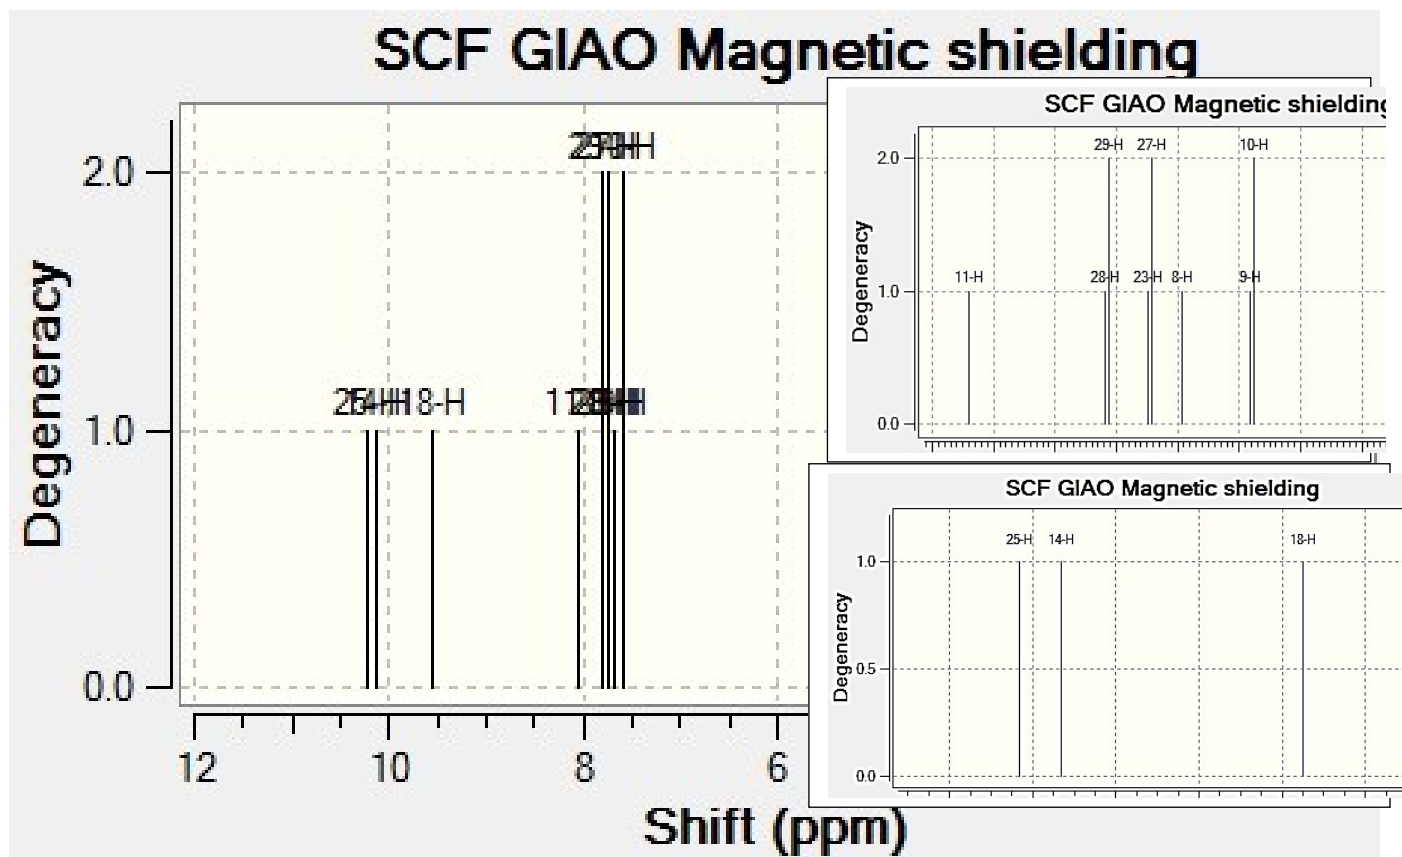 SCF GIAO Magnetic shielding
2.0
1.0
0.0
Degeneracy
18-H
12
10
8
6
Shift (ppm)
SCF GIAO Magnetic shielding
29-H 27-H 10-H
2.0
11-H 28-H 23-H 8-H 9-H
1.0
0.0
Degeneracy
SCF GIAO Magnetic shielding
25-H 14-H 18-H
1.0
0.5
0.0
Degeneracy